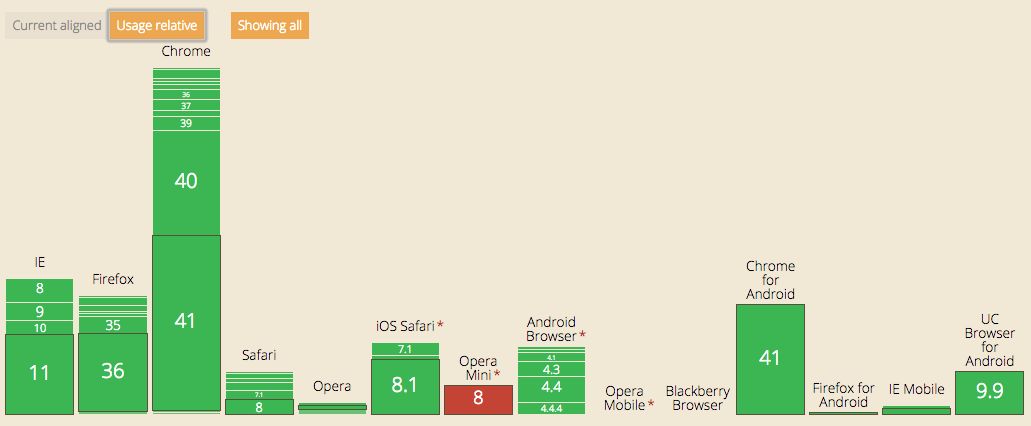 Current aligned
Usage relative
Showing all
Chrome
36
37
39
40
41
IE
8
9
10
11
Firefox
35
36
Safari
7.1
8
Opera
iOS Safari *
7.1
8.1
Opera
Mini *
8
Android
Browser *
4.1
4.3
4.4
4.4.4
Opera
Mobile *
Blackberry
Browser
Chrome
for
Android
41
Firefox for
Android
IE Mobile
UC
Browser
for
Android
9.9